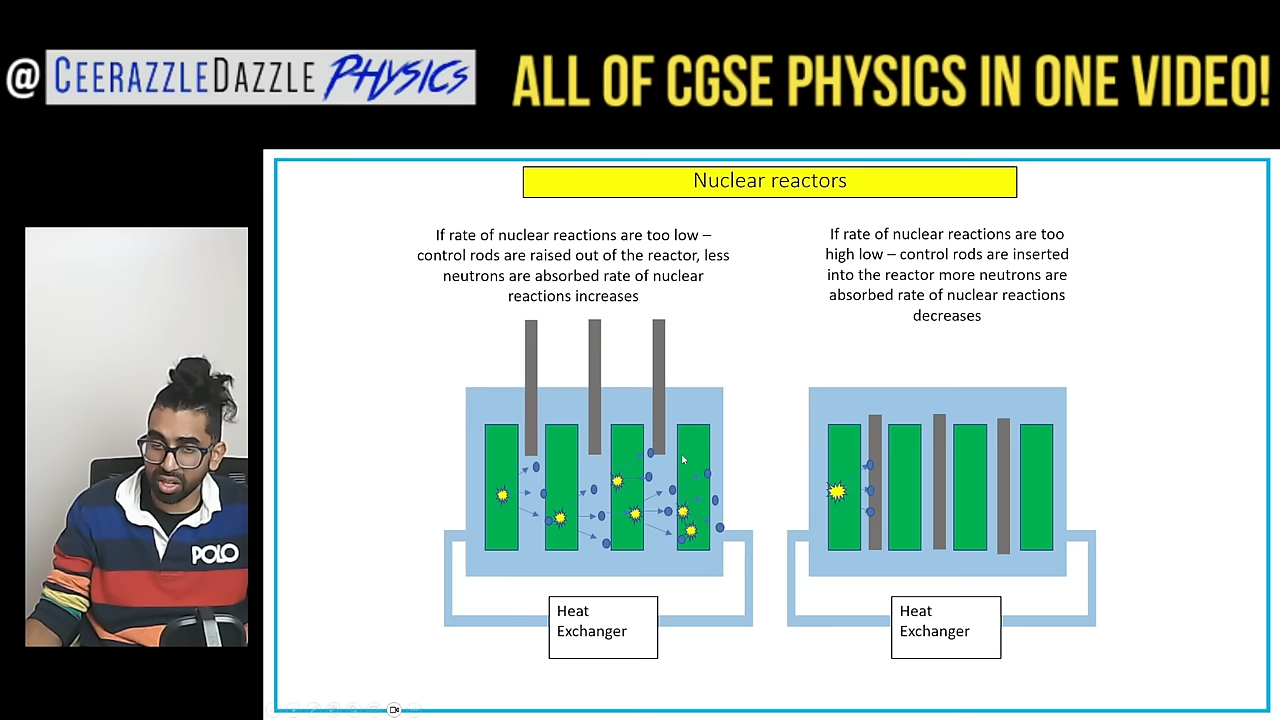 @ CEERAZZLEDAZZLE PHYSICS
ALL OF CGSE PHYSICS IN ONE VIDEO!
Nuclear reactors
If rate of nuclear reactions are too low –
control rods are raised out of the reactor, less
neutrons are absorbed rate of nuclear
reactions increases
If rate of nuclear reactions are too
high low – control rods are inserted
into the reactor more neutrons are
absorbed rate of nuclear reactions
decreases
POLO
Heat
Exchanger
Heat
Exchanger